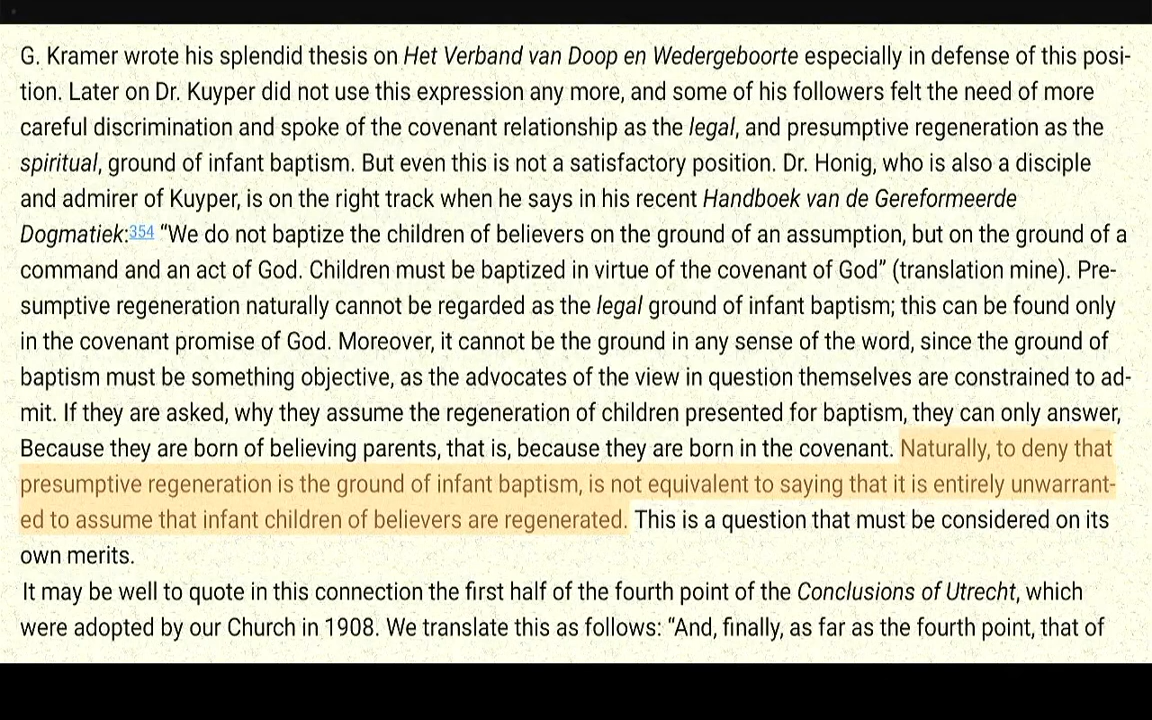 G. Kramer wrote his splendid thesis on Het Verband van Doop en Wedergeboorte especially in defense of this posi-
tion. Later on Dr. Kuyper did not use this expression any more, and some of his followers felt the need of more
careful discrimination and spoke of the covenant relationship as the legal, and presumptive regeneration as the
spiritual, ground of infant baptism. But even this is not a satisfactory position. Dr. Honig, who is also a disciple
and admirer of Kuyper, is on the right track when he says in his recent Handboek van de Gereformeerde
Dogmatiek:354 “We do not baptize the children of believers on the ground of an assumption, but on the ground of a
command and an act of God. Children must be baptized in virtue of the covenant of God” (translation mine). Pre-
sumptive regeneration naturally cannot be regarded as the legal ground of infant baptism; this can be found only
in the covenant promise of God. Moreover, it cannot be the ground in any sense of the word, since the ground of
baptism must be something objective, as the advocates of the view in question themselves are constrained to ad-
mit. If they are asked, why they assume the regeneration of children presented for baptism, they can only answer,
Because they are born of believing parents, that is, because they are born in the covenant. Naturally, to deny that
presumptive regeneration is the ground of infant baptism, is not equivalent to saying that it is entirely unwarrant-
ed to assume that infant children of believers are regenerated. This is a question that must be considered on its
own merits.
It may be well to quote in this connection the first half of the fourth point of the Conclusions of Utrecht, which
were adopted by our Church in 1908. We translate this as follows: “And, finally, as far as the fourth point, that of